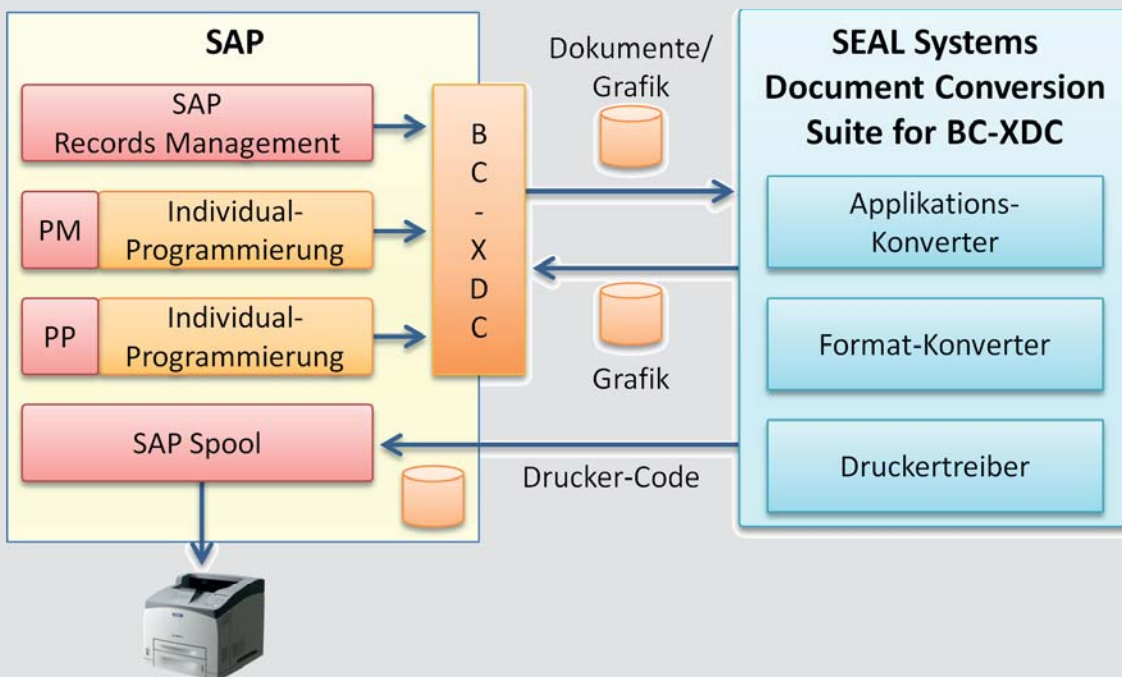 SAP
SAP
Records Management
PM
Individual-
Programmierung
PP
Individual-
Programmierung
SAP Spool
B
C
-
X
D
C
Dokumente/
Grafik
Grafik
Drucker-Code
SEAL Systems
Document Conversion
Suite for BC-XDC
Applikations-
Konverter
Format-Konverter
Druckertreiber